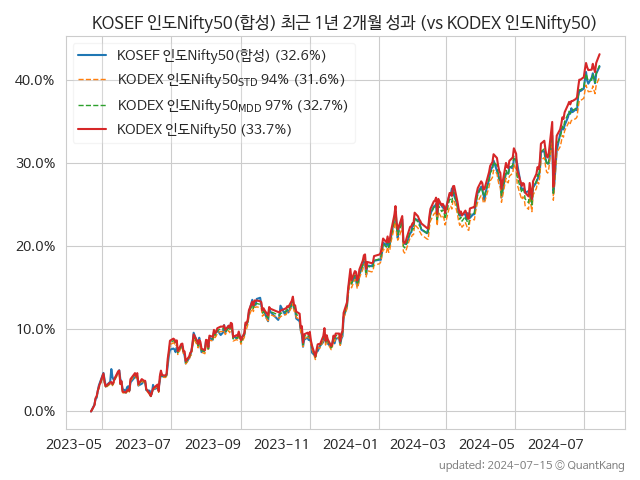 KOSEF 인도Nifty50(합성) 최근 1년 2개월 성과 (vs KODEX 인도Nifty50)
KOSEF 인도Nifty50(합성) (32.6%)
KODEX 인도Nifty50STD 94% (31.6%)
KODEX 인도Nifty50MDD 97% (32.7%)
KODEX 인도Nifty50 (33.7%)
40.0%
30.0%
20.0%
10.0%
0.0%
2023-05 2023-07 2023-09 2023-11 2024-01 2024-03 2024-05 2024-07
updated: 2024-07-15 © QuantKang